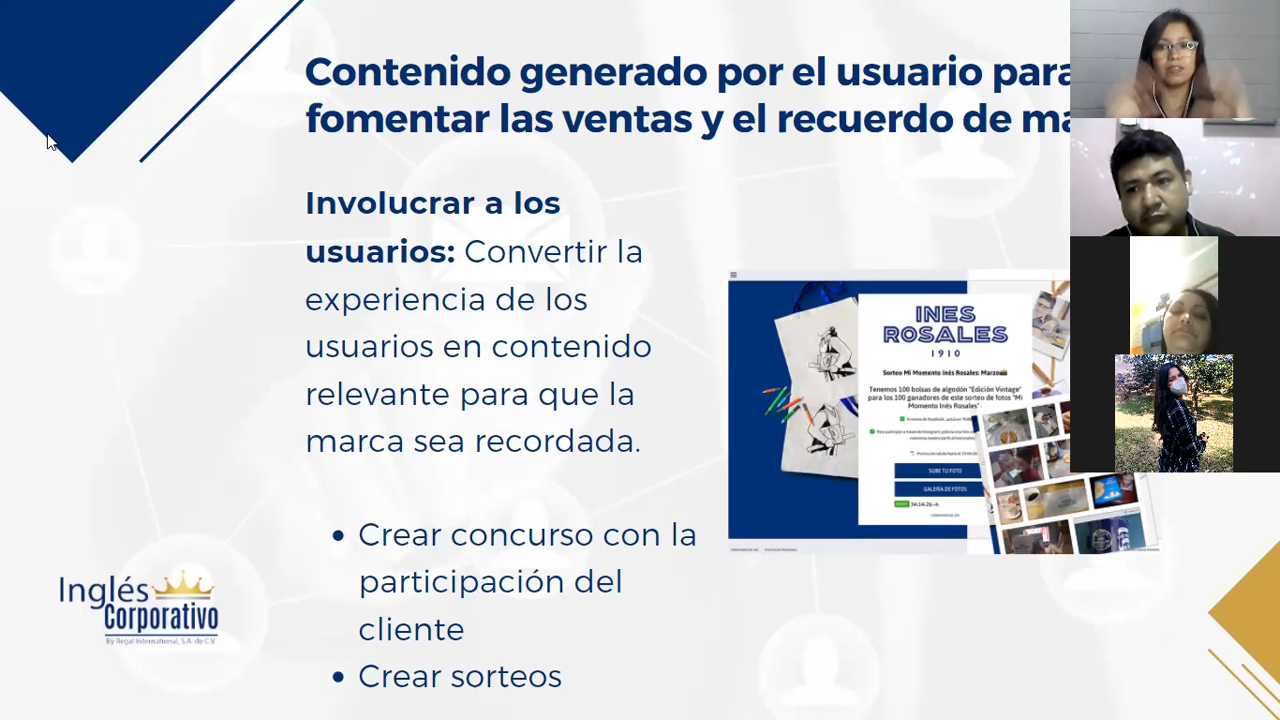 Contenido generado por el usuario para
fomentar las ventas y el recuerdo de ma
Involucrar a los
usuarios: Convertir la
experiencia de los
usuarios en contenido
relevante para que la
marca sea recordada.
• Crear concurso con la
participación del
cliente
• Crear sorteos
INES
ROSALES
1910
Sorteo Mi Momento Inés Rosales: Marzo
Tenemos 100 bolsas de algodón "Edición Vintage"
para los 100 ganadores de este sorteo de fotos "Mi
Momento Inés Rosales".
SUBE TU FOTO
GALERÍA DE FOTOS
Inglés
Corporativo
By Regal International, S.A. de C.V.